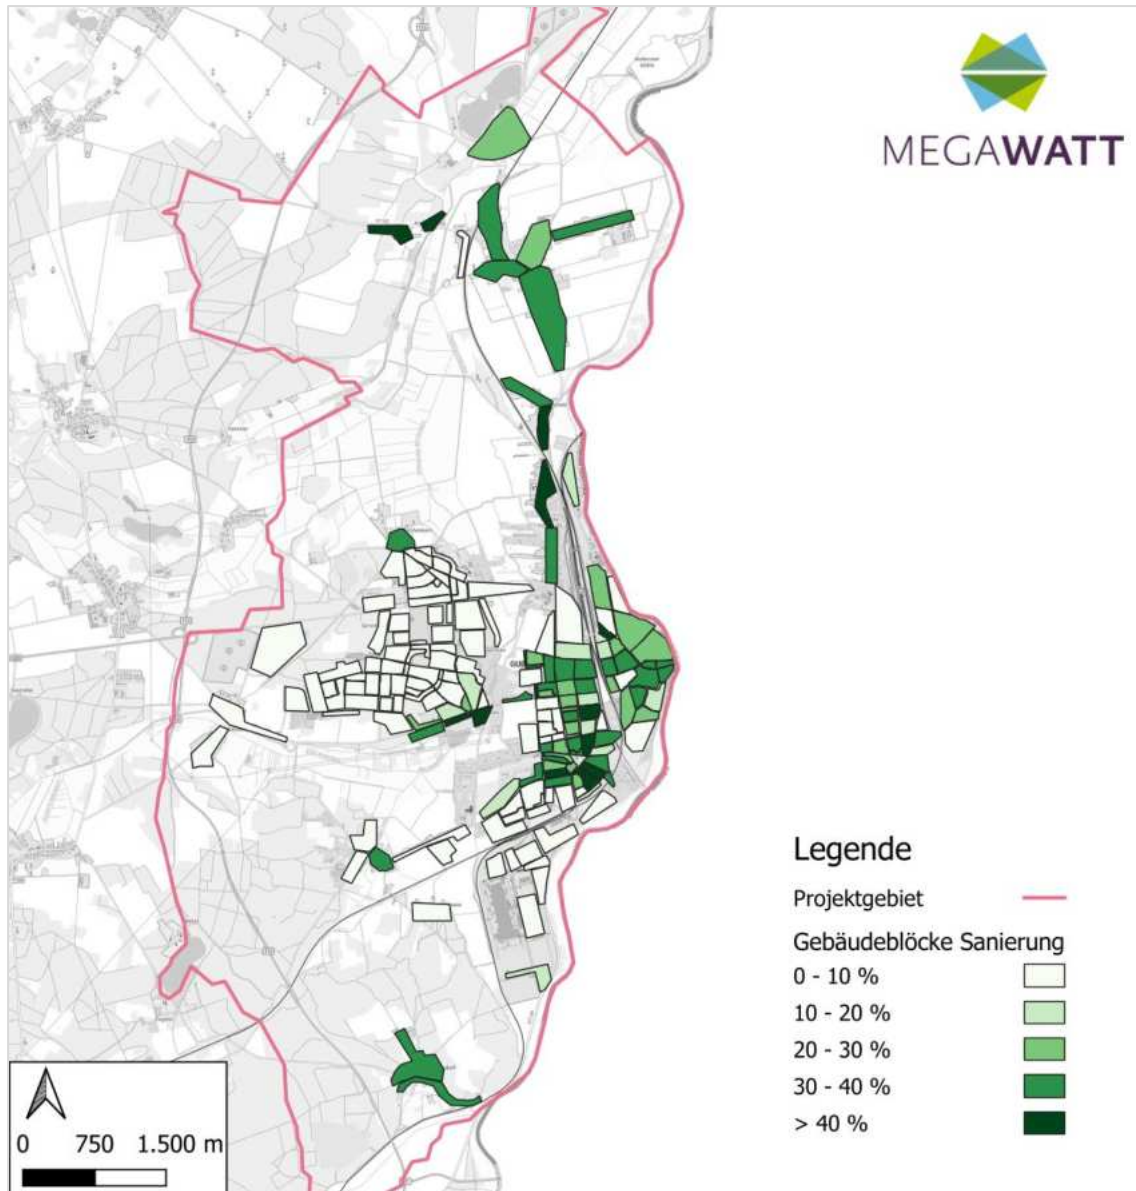 MEGAWATT
Legende
Projektgebiet
Gebäudeblöcke Sanierung
0 - 10 %
10 - 20 %
20 - 30 %
30 - 40 %
> 40 %
0 750 1.500 m